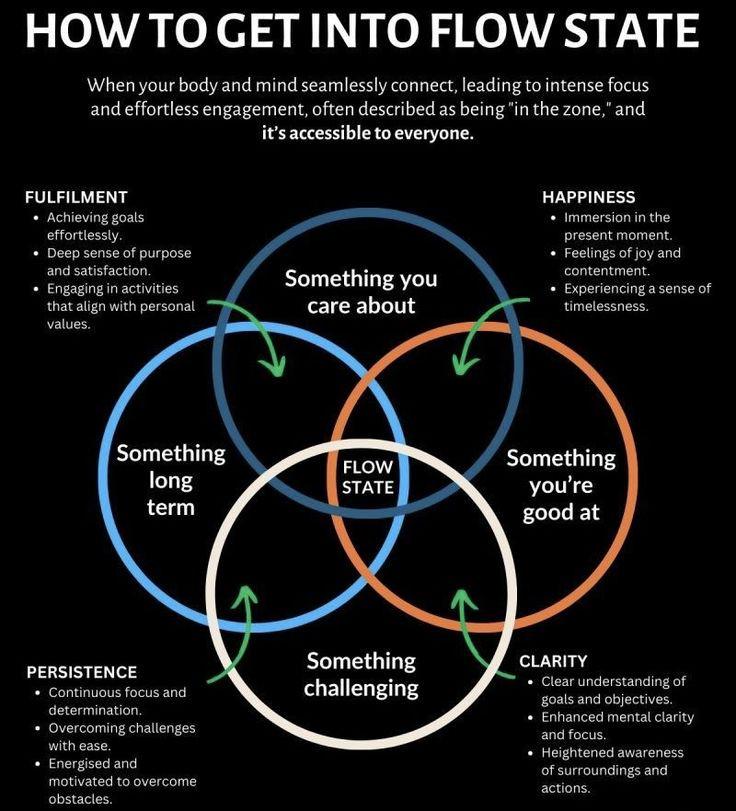 HOW TO GET INTO FLOW STATE
When your body and mind seamlessly connect, leading to intense focus
and effortless engagement, often described as being "in the zone," and
it's accessible to everyone.
FULFILMENT
• Achieving goals
effortlessly.
• Deep sense of purpose
and satisfaction.
• Engaging in activities
that align with personal
values.
HAPPINESS
• Immersion in the
present moment.
• Feelings of joy and
contentment.
• Experiencing a sense of
timelessness.
Something you
care about
Something
long
term
FLOW
STATE
Something
you're
good at
Something
challenging
PERSISTENCE
• Continuous focus and
determination.
• Overcoming challenges
with ease.
• Energised and
motivated to overcome
obstacles.
CLARITY
• Clear understanding of
goals and objectives.
• Enhanced mental clarity
and focus.
• Heightened awareness
of surroundings and
actions.